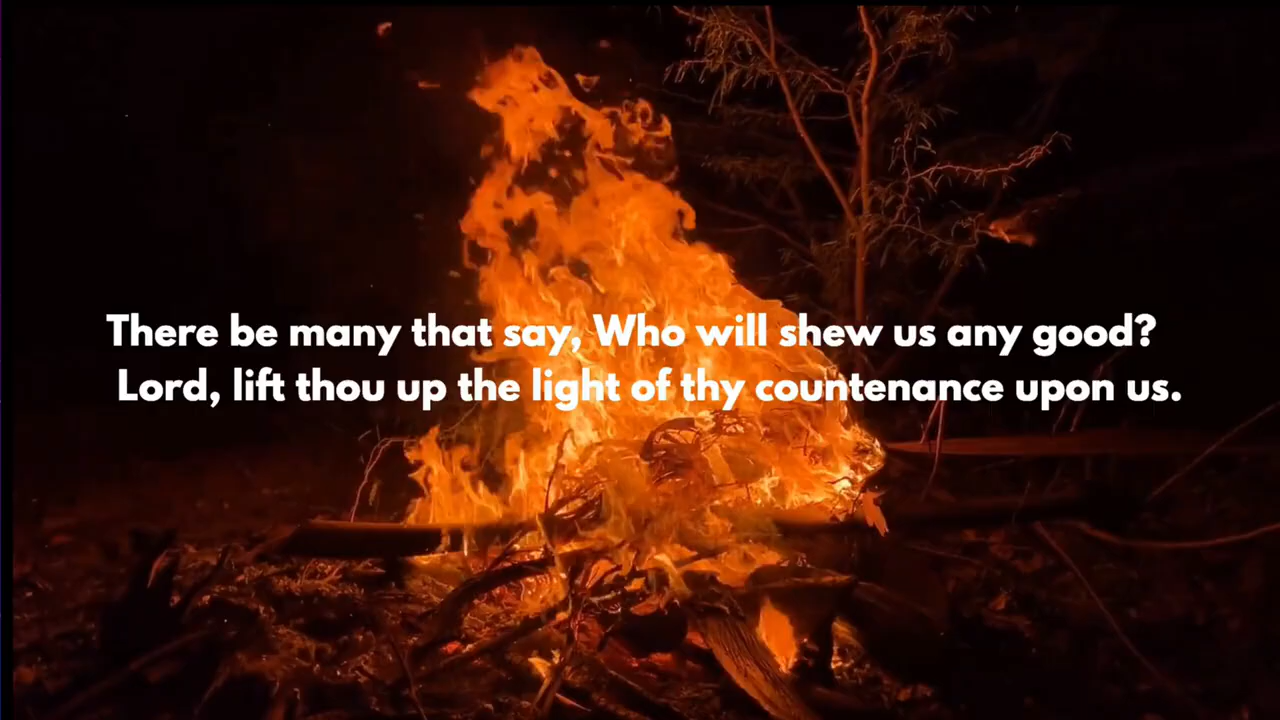 There be many that say, Who will shew us any good?
Lord, lift thou up the light of thy countenance upon us.